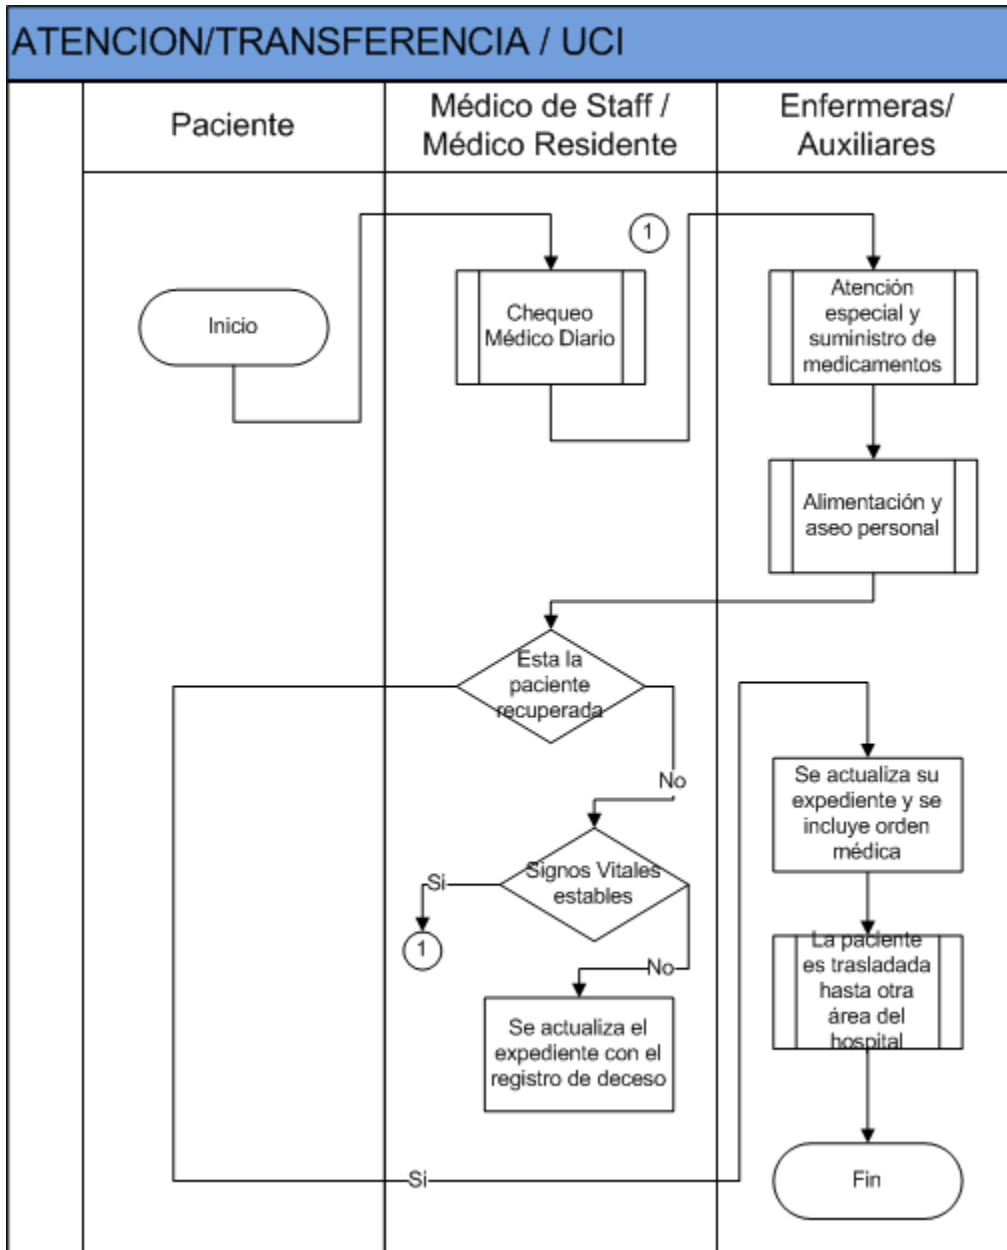 ATENCION/TRANSFERENCIA / UCI
Paciente
Médico de Staff /
Médico Residente
Enfermeras/
Auxiliares
1
Inicio
Chequeo
Médico Diario
Atención
especial y
suministro de
medicamentos
Alimentación y
aseo personal
Esta la
paciente
recuperada
No
Signos Vitales
estables
Si
1
No
Se actualiza el
expediente con el
registro de deceso
Si
Se actualiza su
expediente y se
incluye orden
médica
La paciente
es trasladada
hasta otra
área del
hospital
Fin